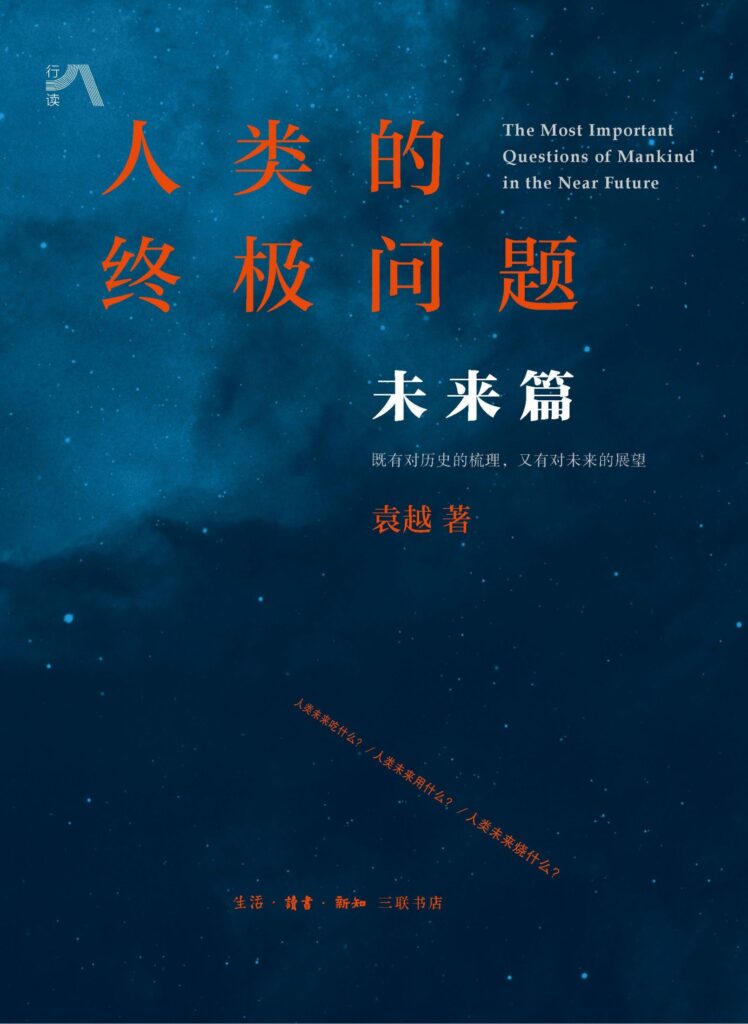 行
读
人类的
The Most Important
Questions of Mankind
in the Near Future
终极问题
未来篇
既有对历史的梳理，又有对未来的展望
袁越 著
人类未来吃什么？/人类未来用什么？/人类未来烧什么？
生活·讀書·新知 三联书店